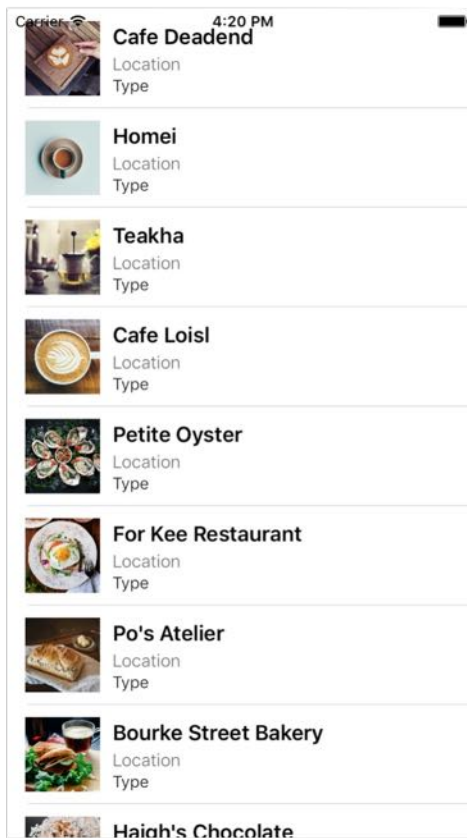 Carrier 4:20 PM
Cafe Deadend
Location
Type
Homei
Location
Type
Teakha
Location
Type
Cafe Loisl
Location
Type
Petite Oyster
Location
Type
For Kee Restaurant
Location
Type
Po's Atelier
Location
Type
Bourke Street Bakery
Location
Type
Haigh's Chocolate